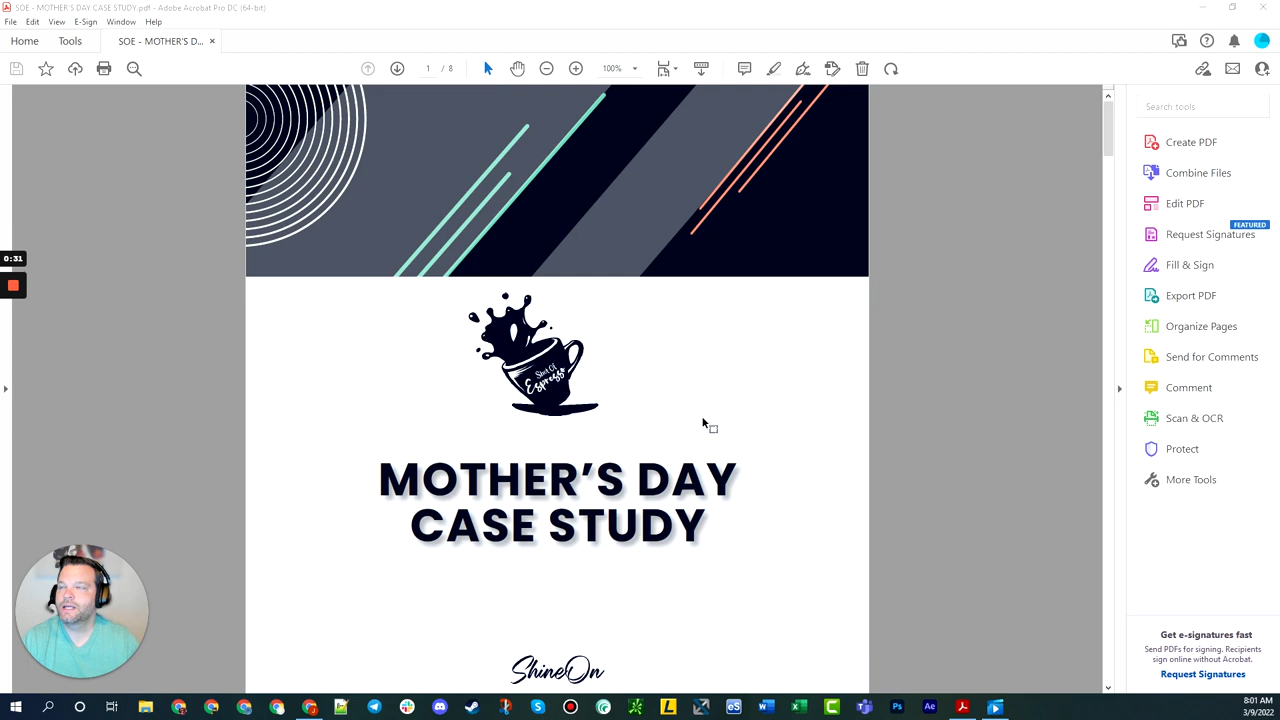 SOE - MOTHER'S DAY CASE STUDY.pdf - Adobe Acrobat Pro DC (64-bit)
File Edit View E-Sign Window Help
Home Tools SOE - MOTHER'S D... ×
1 / 8 100%
Search tools
Create PDF
Combine Files
Edit PDF
FEATURED
Request Signatures
Fill & Sign
Export PDF
Organize Pages
Send for Comments
Comment
Scan & OCR
Protect
More Tools
0:31
Shot Of
Espresso
MOTHER'S DAY
CASE STUDY
ShineOn
Get e-signatures fast
Send PDFs for signing. Recipients
sign online without Acrobat.
Request Signatures
8:01 AM
3/9/2022